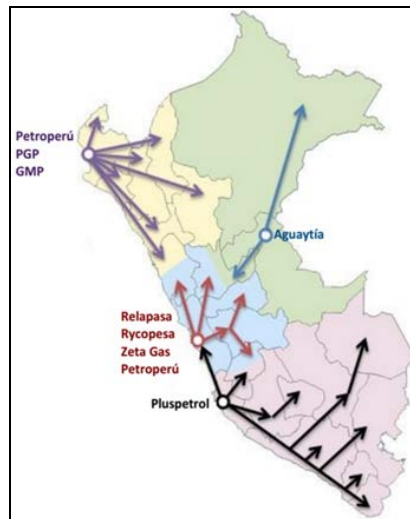 Petroperú
PGP
GMP
Aguaytía
Relapasa
Rycopesa
Zeta Gas
Petroperú
Pluspetrol